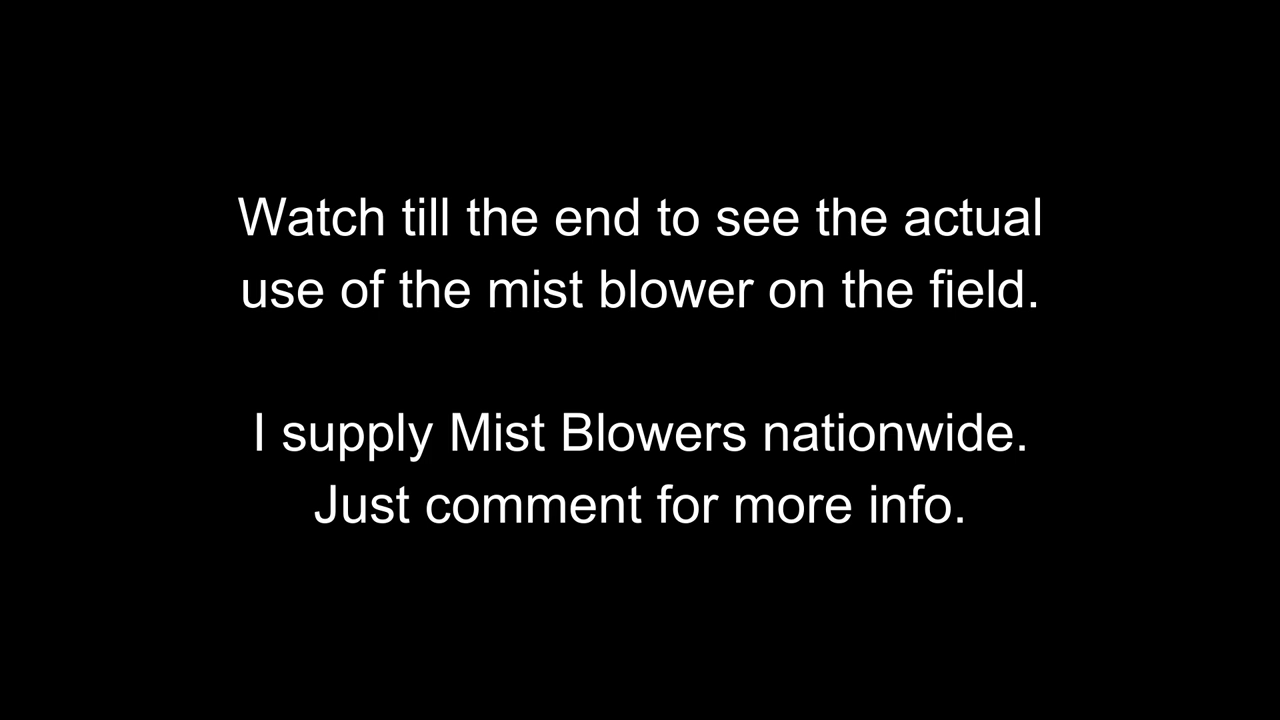 Watch till the end to see the actual
use of the mist blower on the field.
I supply Mist Blowers nationwide.
Just comment for more info.